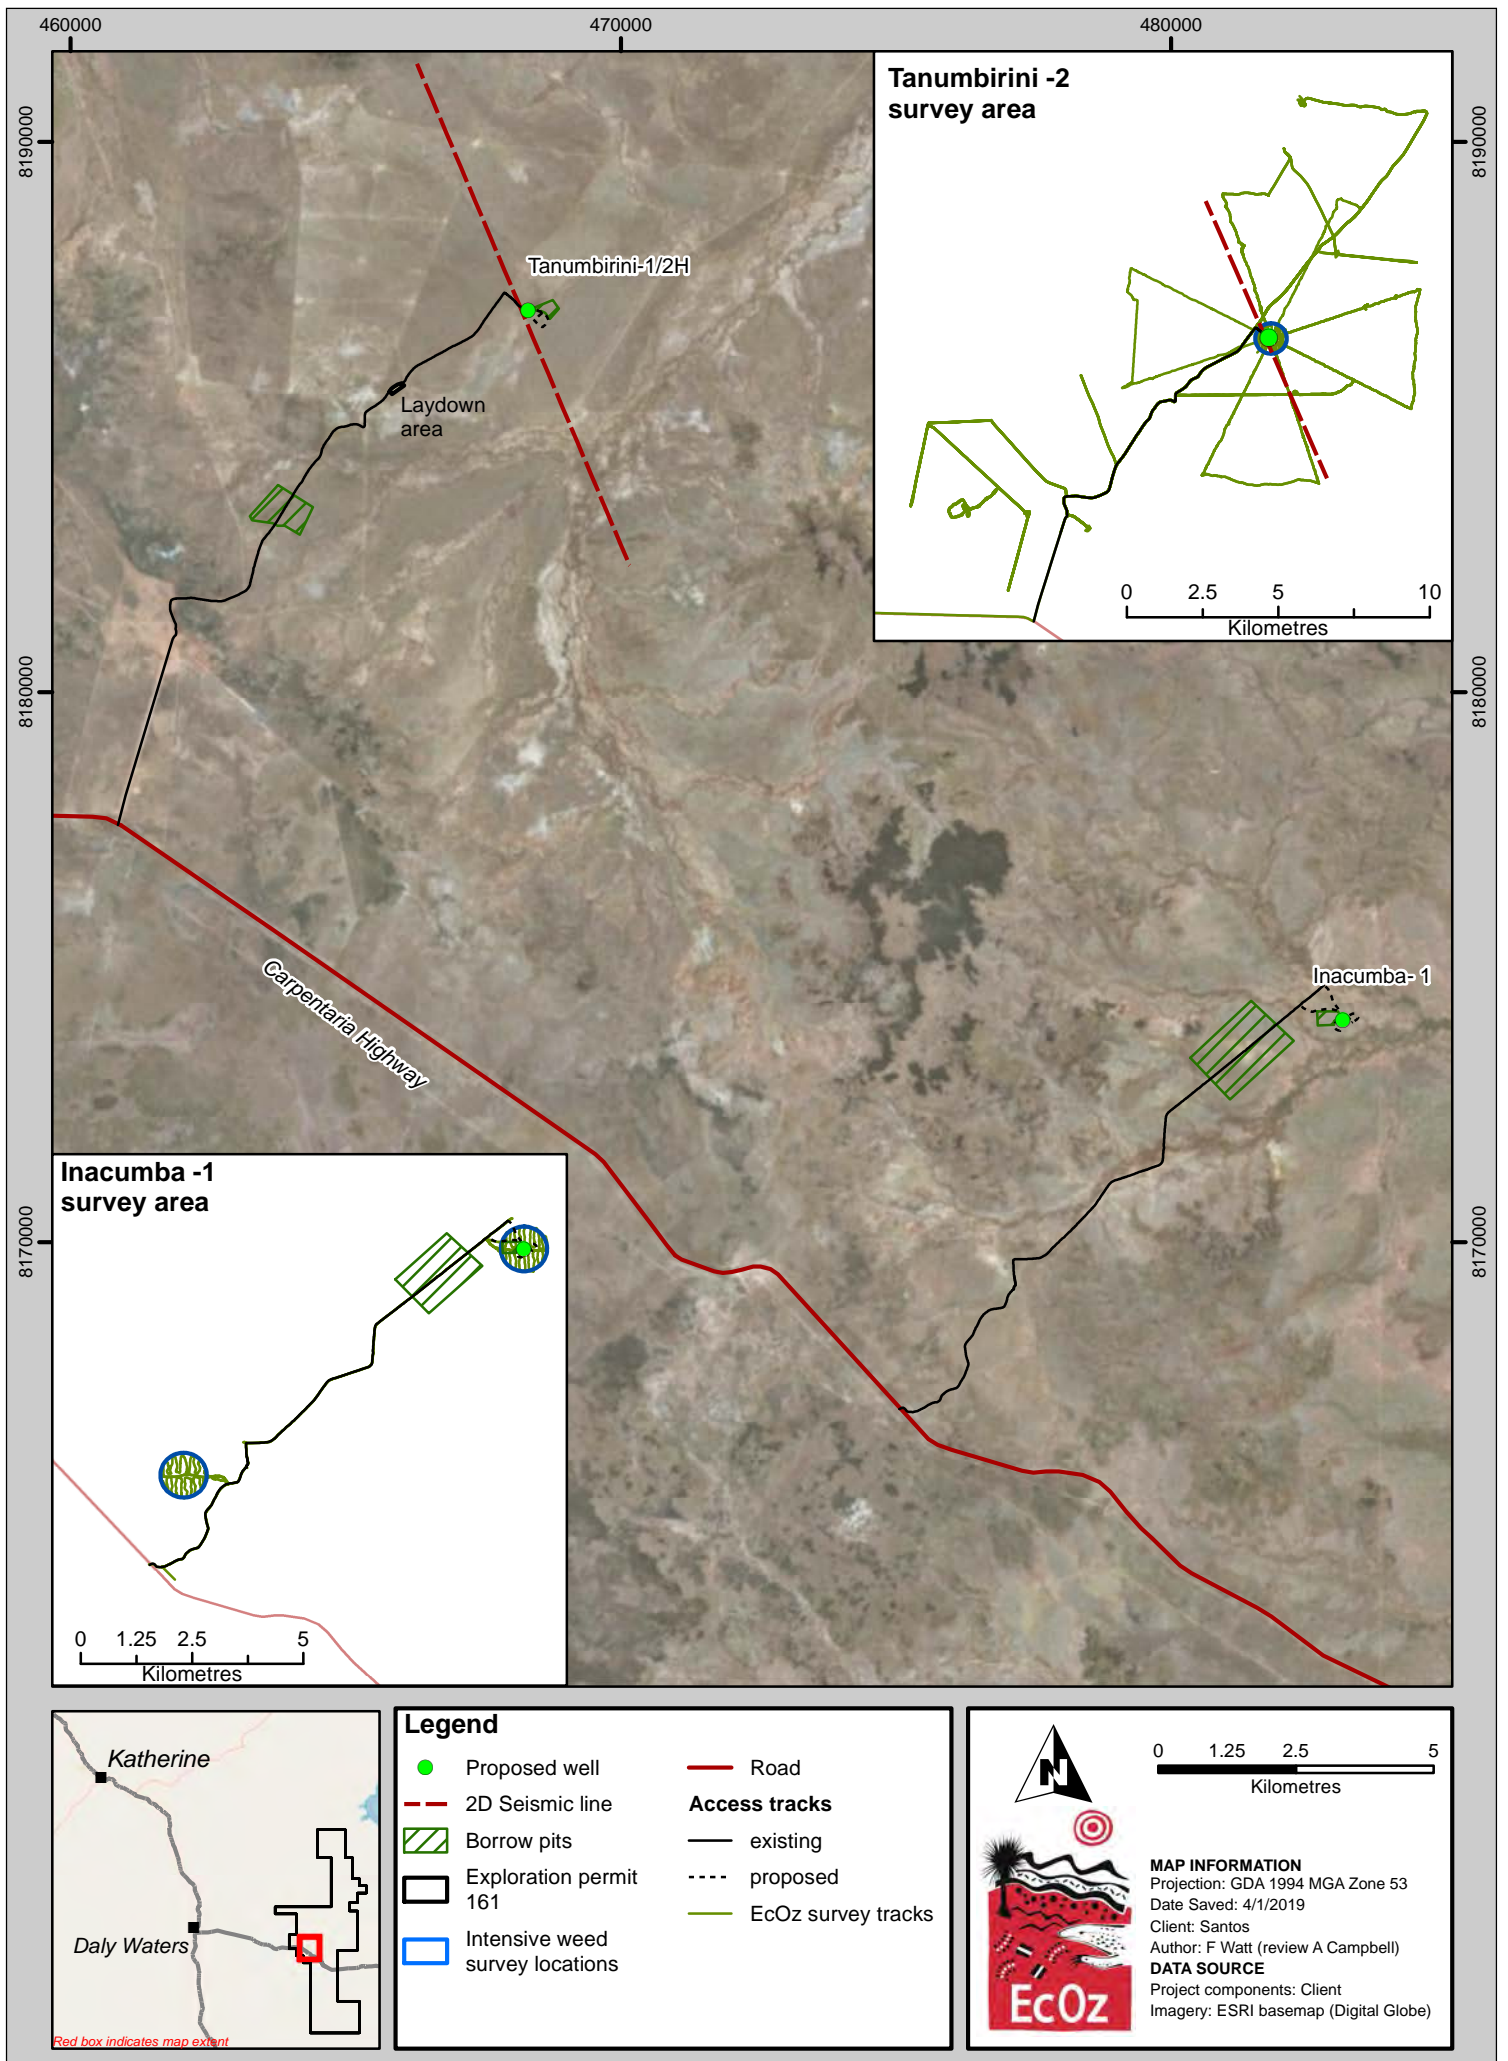 460000
470000
480000
8190000
8190000
Tanumbirini -2
survey area
Tanumbirini-1/2H
Laydown
area
0 2.5 5 10
Kilometres
8180000
8180000
Carpentaria Highway
Inacumba- 1
Inacumba -1
survey area
8170000
8170000
0 1.25 2.5 5
Kilometres
Katherine
Daly Waters
Red box indicates map extent
Legend
Proposed well
2D Seismic line
Borrow pits
Exploration permit
161
Intensive weed
survey locations
Road
Access tracks
existing
proposed
EcOz survey tracks
N
0 1.25 2.5 5
Kilometres
EcOz
MAP INFORMATION
Projection: GDA 1994 MGA Zone 53
Date Saved: 4/1/2019
Client: Santos
Author: F Watt (review A Campbell)
DATA SOURCE
Project components: Client
Imagery: ESRI basemap (Digital Globe)